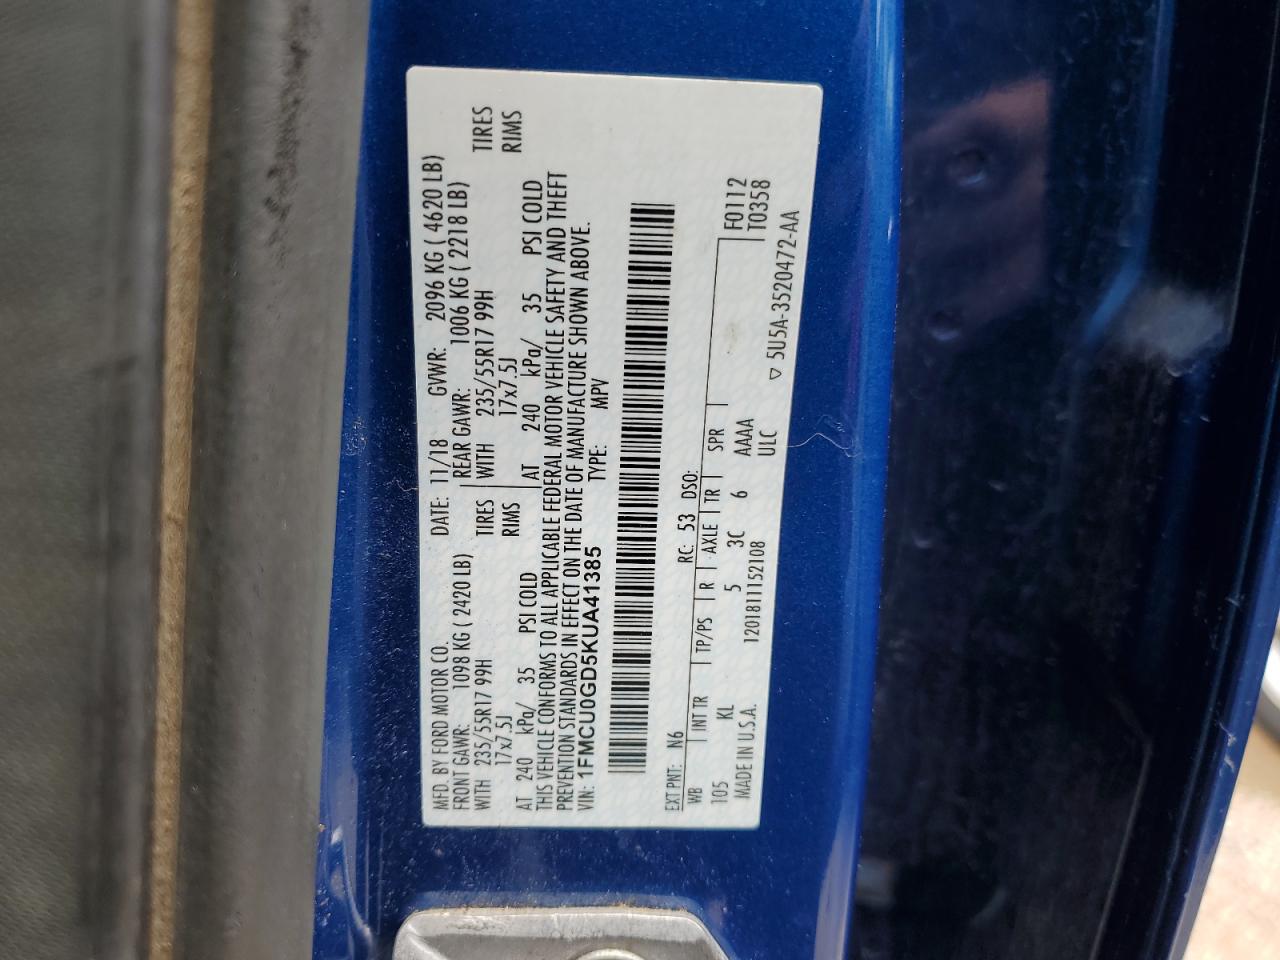 MFD. BY FORD MOTOR CO.
DATE: 11/18 GVWR: 2096 KG ( 4620 LB)
FRONT GAWR: 1098 KG ( 2420 LB) REAR GAWR: 1006 KG ( 2218 LB)
WITH 235/55R17 99H TIRES WITH 235/55R17 99H TIRES
17x7.5J RIMS 17x7.5J RIMS
AT 240 kPa/ 35 PSI COLD AT 240 kPa/ 35 PSI COLD
THIS VEHICLE CONFORMS TO ALL APPLICABLE FEDERAL MOTOR VEHICLE SAFETY AND THEFT
PREVENTION STANDARDS IN EFFECT ON THE DATE OF MANUFACTURE SHOWN ABOVE.
VIN: 1FMCU0GD5KUA41385 TYPE: MPV
EXT PNT: N6 RC: 53 DSO:
WB INT TR TP/PS R AXLE TR SPR F0112
105 KL 5 3C 6 AAAA T0358
MADE IN U.S.A. 120181115210​8 ULC ▽ 5U5A-3520472-AA